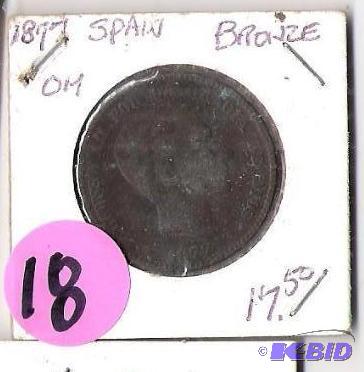 1877 SPAIN BRONZE
OM
18
17.50/
© K-BID